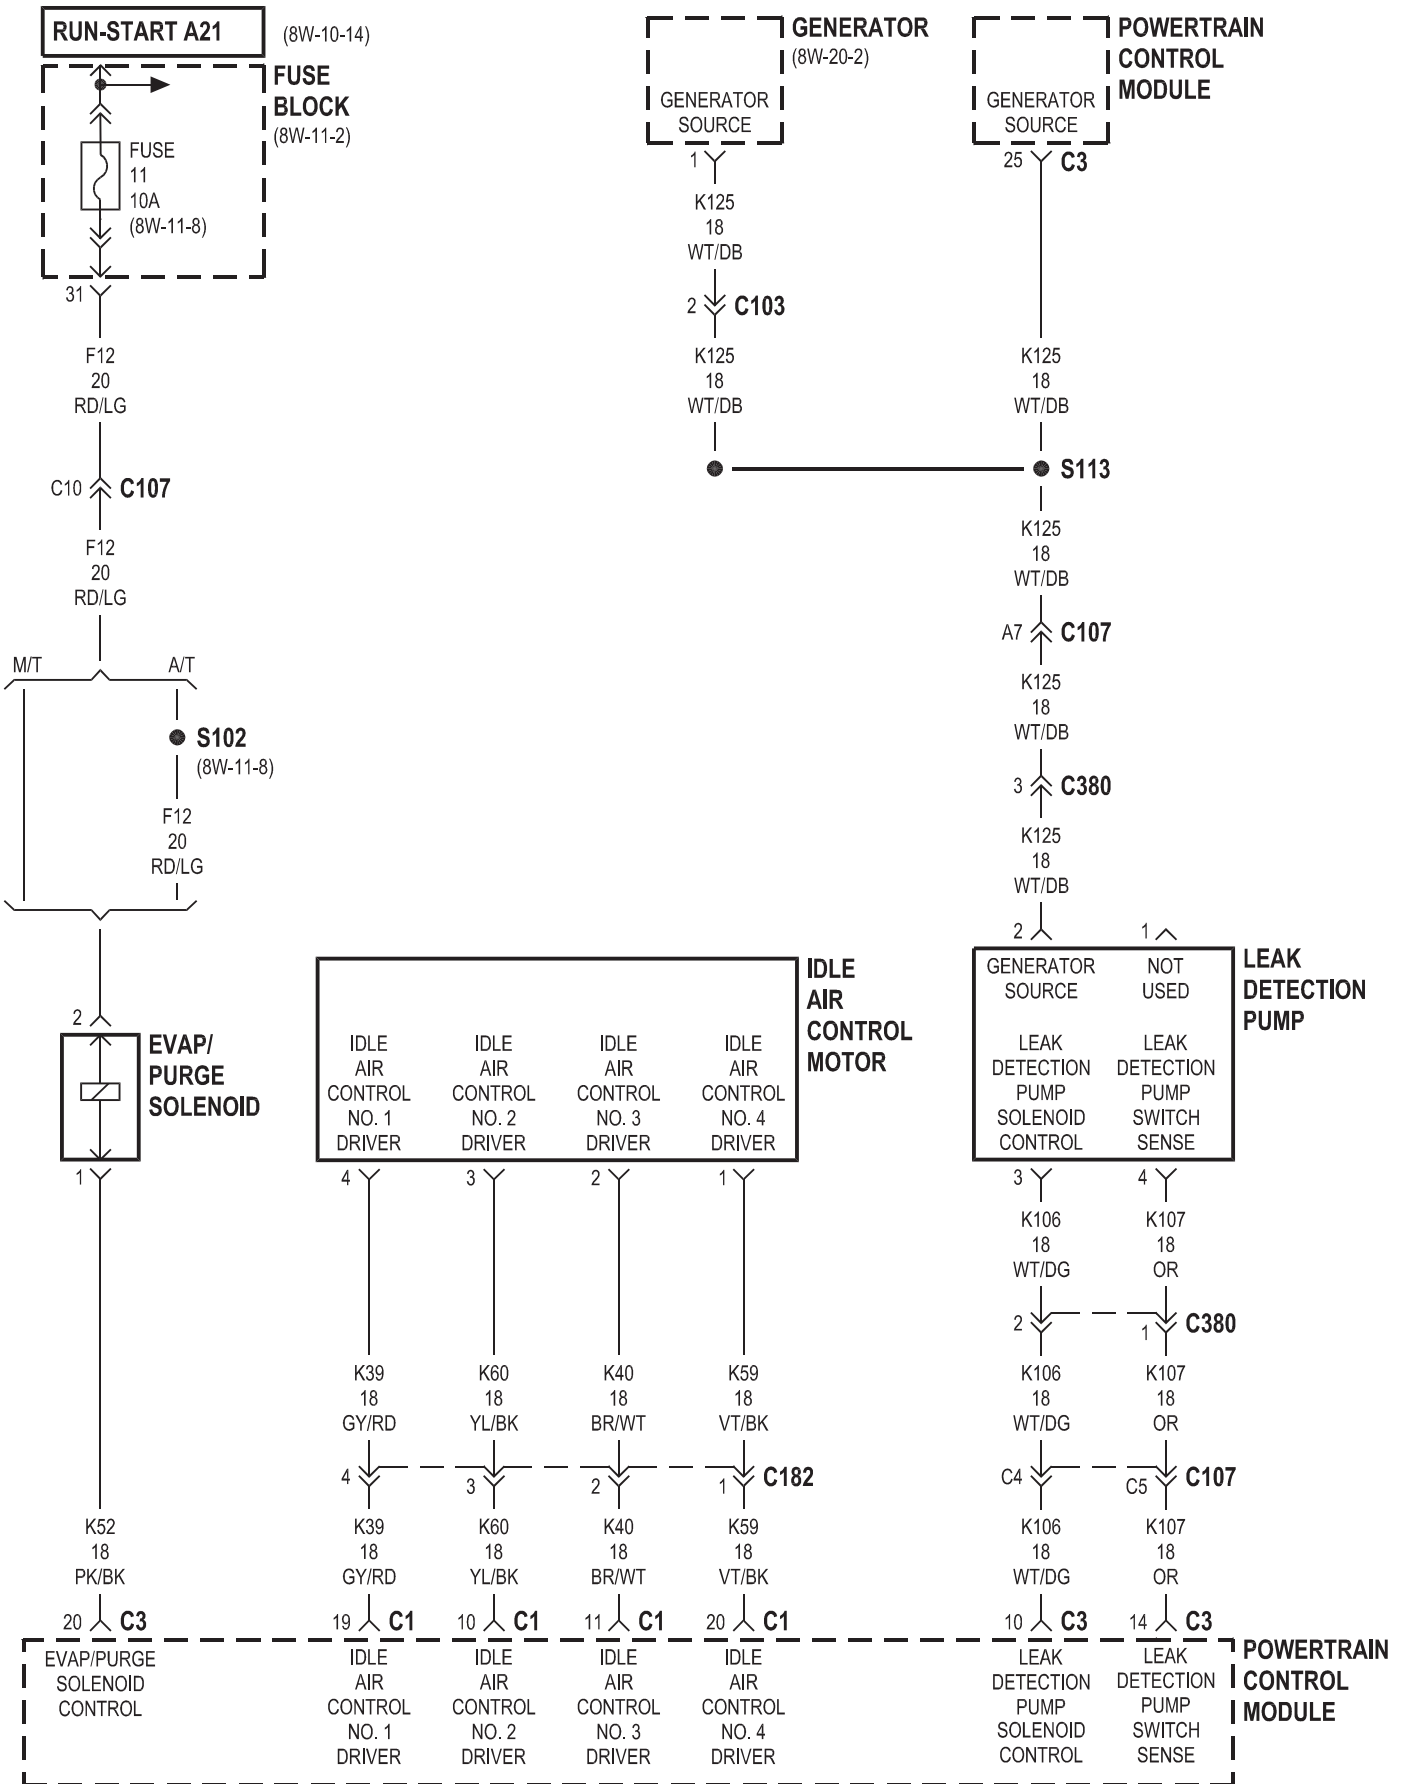 RUN-START A21
(8W-10-14)
FUSE
BLOCK
(8W-11-2)
FUSE
11
10A
(8W-11-8)
31
F12
20
RD/LG
C10
C107
F12
20
RD/LG
M/T
A/T
S102
(8W-11-8)
F12
20
RD/LG
2
EVAP/
PURGE
SOLENOID
1
K52
18
PK/BK
20
C3
GENERATOR
(8W-20-2)
GENERATOR
SOURCE
1
K125
18
WT/DB
2
C103
K125
18
WT/DB
POWERTRAIN
CONTROL
MODULE
GENERATOR
SOURCE
25
C3
K125
18
WT/DB
S113
K125
18
WT/DB
A7
C107
K125
18
WT/DB
3
C380
K125
18
WT/DB
2
1
GENERATOR
SOURCE
NOT
USED
LEAK
DETECTION
PUMP
LEAK
DETECTION
PUMP
SOLENOID
CONTROL
LEAK
DETECTION
PUMP
SWITCH
SENSE
3
4
K106
18
WT/DG
K107
18
OR
2
1
C380
K106
18
WT/DG
K107
18
OR
C4
C5
C107
K106
18
WT/DG
K107
18
OR
10
C3
14
C3
IDLE
AIR
CONTROL
MOTOR
IDLE
AIR
CONTROL
NO. 1
DRIVER
IDLE
AIR
CONTROL
NO. 2
DRIVER
IDLE
AIR
CONTROL
NO. 3
DRIVER
IDLE
AIR
CONTROL
NO. 4
DRIVER
4
3
2
1
K39
18
GY/RD
K60
18
YL/BK
K40
18
BR/WT
K59
18
VT/BK
4
3
2
1
C182
K39
18
GY/RD
K60
18
YL/BK
K40
18
BR/WT
K59
18
VT/BK
19
C1
10
C1
11
C1
20
C1
EVAP/PURGE
SOLENOID
CONTROL
IDLE
AIR
CONTROL
NO. 1
DRIVER
IDLE
AIR
CONTROL
NO. 2
DRIVER
IDLE
AIR
CONTROL
NO. 3
DRIVER
IDLE
AIR
CONTROL
NO. 4
DRIVER
LEAK
DETECTION
PUMP
SOLENOID
CONTROL
LEAK
DETECTION
PUMP
SWITCH
SENSE
POWERTRAIN
CONTROL
MODULE